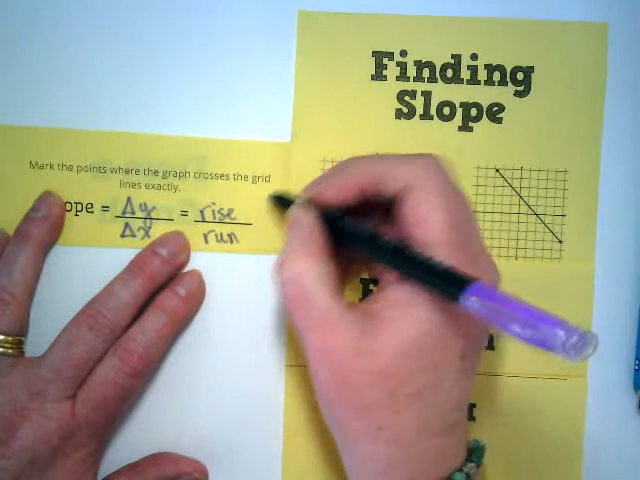 Finding
Slope
Mark the points where the graph crosses the grid
lines exactly.
ope = Δy = rise
Δx run